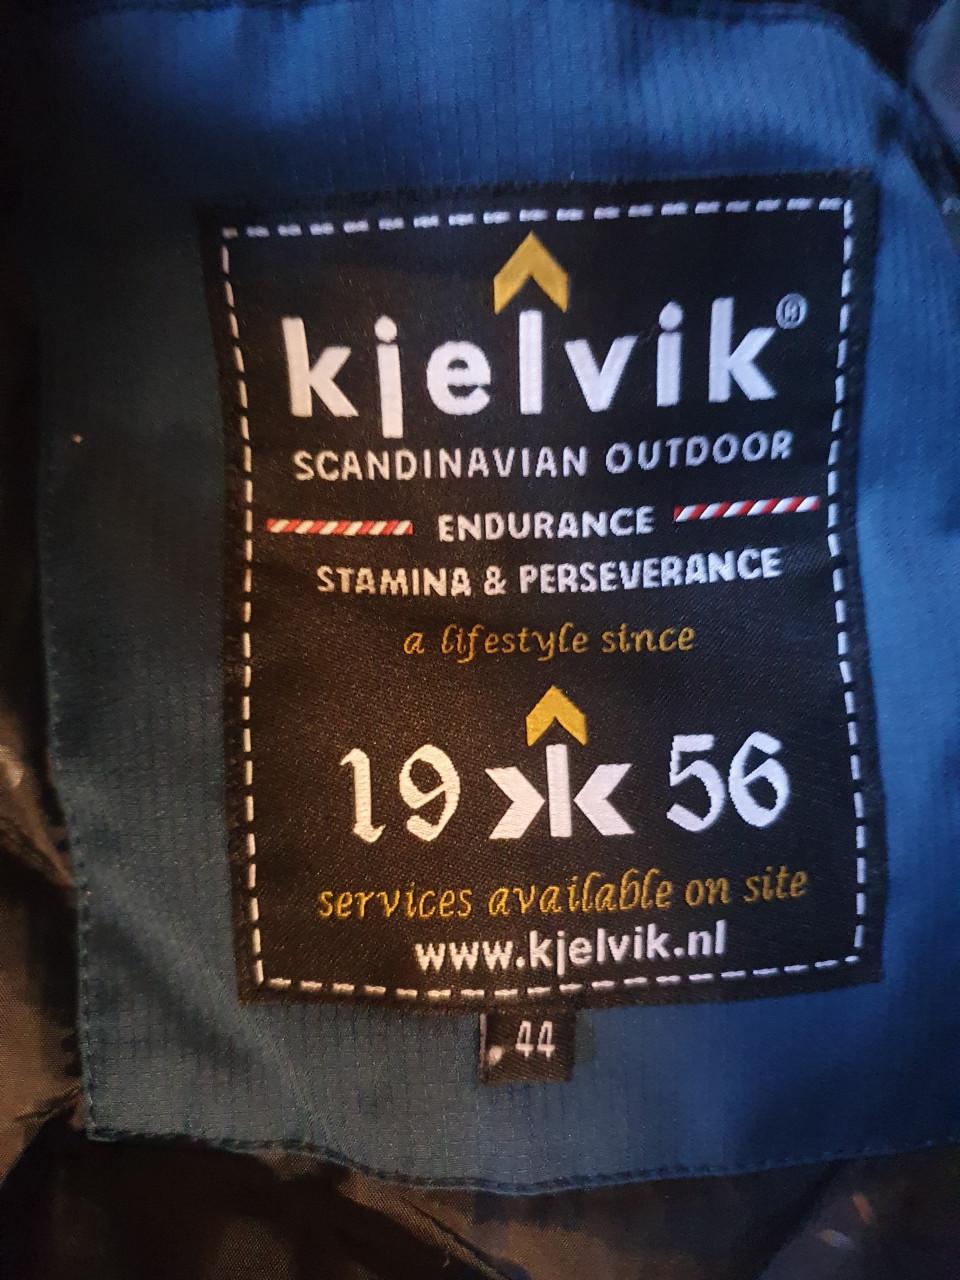 kjelvik®
SCANDINAVIAN OUTDOOR
ENDURANCE
STAMINA & PERSEVERANCE
a lifestyle since
19 k 56
services available on site
www.kjelvik.nl
44